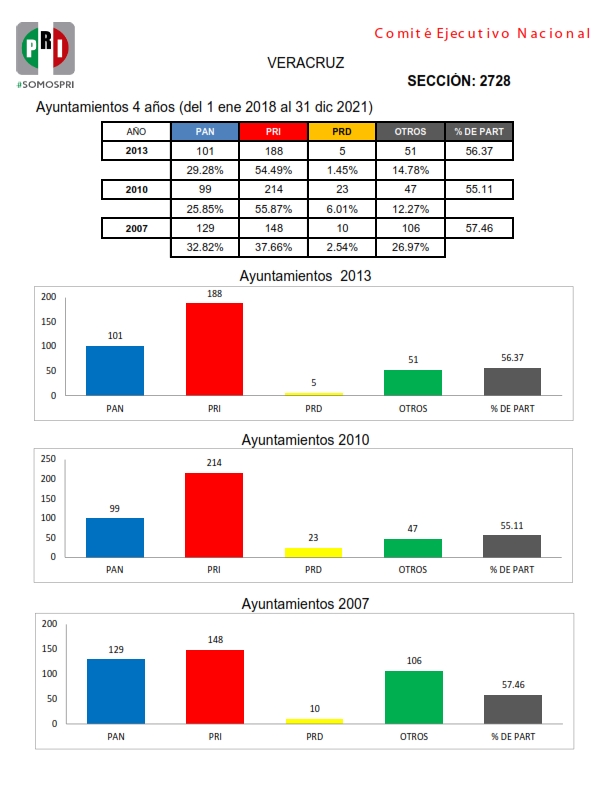 Comité Ejecutivo Nacional
PRI
#SOMOSPRI
VERACRUZ
SECCIÓN: 2728
Ayuntamientos 4 años (del 1 ene 2018 al 31 dic 2021)
AÑO PAN PRI PRD OTROS % DE PART
2013 101 188 5 51 56.37
29.28% 54.49% 1.45% 14.78%
2010 99 214 23 47 55.11
25.85% 55.87% 6.01% 12.27%
2007 129 148 10 106 57.46
32.82% 37.66% 2.54% 26.97%
Ayuntamientos 2013
200
150
100
50
0
101 188 5 51 56.37
PAN PRI PRD OTROS % DE PART
Ayuntamientos 2010
250
200
150
100
50
0
99 214 23 47 55.11
PAN PRI PRD OTROS % DE PART
Ayuntamientos 2007
200
150
100
50
0
129 148 10 106 57.46
PAN PRI PRD OTROS % DE PART